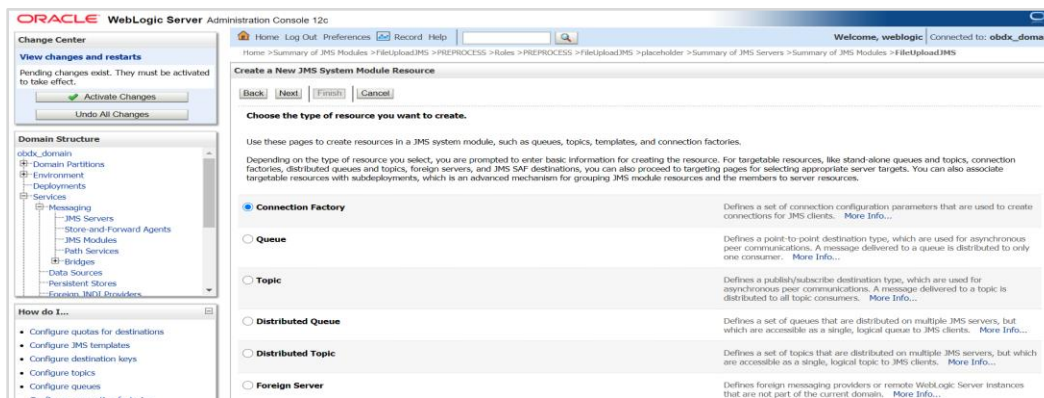 ORACLE WebLogic Server Administration Console 12c
Change Center
View changes and restarts
Pending changes exist. They must be activated
to take effect.
Activate Changes
Undo All Changes
Domain Structure
obdx_domain
Domain Partitions
Environment
Deployments
Services
Messaging
JMS Servers
Store-and-Forward Agents
JMS Modules
Path Services
Bridges
Data Sources
Persistent Stores
Foreign JNDI Providers
How do I...
Configure quotas for destinations
Configure JMS templates
Configure destination keys
Configure topics
Configure queues
Home Log Out Preferences Record Help
Welcome, weblogic Connected to: obdx_doma
Home >Summary of JMS Modules >FileUploadJMS >PREPROCESS >Roles >PREPROCESS >FileUploadJMS >placeholder >Summary of JMS Servers >Summary of JMS Modules >FileUploadJMS
Create a New JMS System Module Resource
Back Next Finish Cancel
Choose the type of resource you want to create.
Use these pages to create resources in a JMS system module, such as queues, topics, templates, and connection factories.
Depending on the type of resource you select, you are prompted to enter basic information for creating the resource. For targetable resources, like stand-alone queues and topics, connection
factories, distributed queues and topics, foreign servers, and JMS SAF destinations, you can also proceed to targeting pages for selecting appropriate server targets. You can also associate
targetable resources with subdeployments, which is an advanced mechanism for grouping JMS module resources and the members to server resources.
Connection Factory
Defines a set of connection configuration parameters that are used to create
connections for JMS clients. More Info...
Queue
Defines a point-to-point destination type, which are used for asynchronous
peer communications. A message delivered to a queue is distributed to only
one consumer. More Info...
Topic
Defines a publish/subscribe destination type, which are used for
asynchronous peer communications. A message delivered to a topic is
distributed to all topic consumers. More Info...
Distributed Queue
Defines a set of queues that are distributed on multiple JMS servers, but
which are accessible as a single, logical queue to JMS clients. More Info...
Distributed Topic
Defines a set of topics that are distributed on multiple JMS servers, but which
are accessible as a single, logical topic to JMS clients. More Info...
Foreign Server
Defines foreign messaging providers or remote WebLogic Server instances
that are not part of the current domain. More Info...